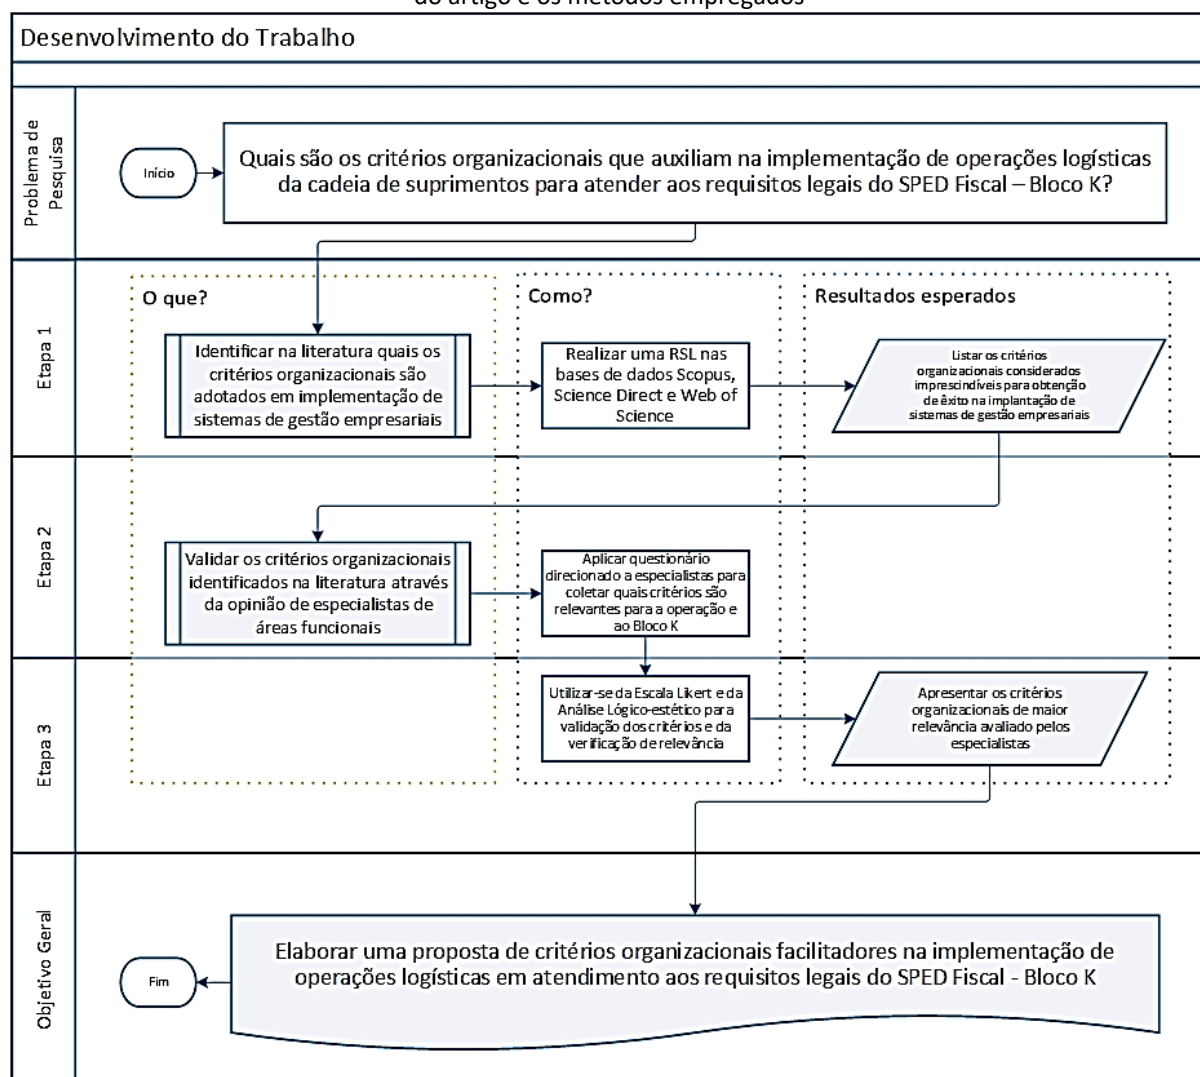 do artigo e os métodos empregados
Desenvolvimento do Trabalho
Problema de
Pesquisa
Início
Quais são os critérios organizacionais que auxiliam na implementação de operações logísticas
da cadeia de suprimentos para atender aos requisitos legais do SPED Fiscal – Bloco K?
Etapa 1
O que?
Identificar na literatura quais os
critérios organizacionais são
adotados em implementação de
sistemas de gestão empresariais
Como?
Realizar uma RSL nas
bases de dados Scopus,
Science Direct e Web of
Science
Resultados esperados
Listar os critérios
organizacionais considerados
imprescindíveis para obtenção
de êxito na implantação de
sistemas de gestão empresariais
Etapa 2
Validar os critérios organizacionais
identificados na literatura através
da opinião de especialistas de
áreas funcionais
Aplicar questionário
direcionado a especialistas para
coletar quais critérios são
relevantes para a operação e
ao Bloco K
Etapa 3
Utilizar-se da Escala Likert e da
Análise Lógico-estético para
validação dos critérios e da
verificação de relevância
Apresentar os critérios
organizacionais de maior
relevância avaliado pelos
especialistas
Objetivo Geral
Elaborar uma proposta de critérios organizacionais facilitadores na implementação de
operações logísticas em atendimento aos requisitos legais do SPED Fiscal - Bloco K
Fim